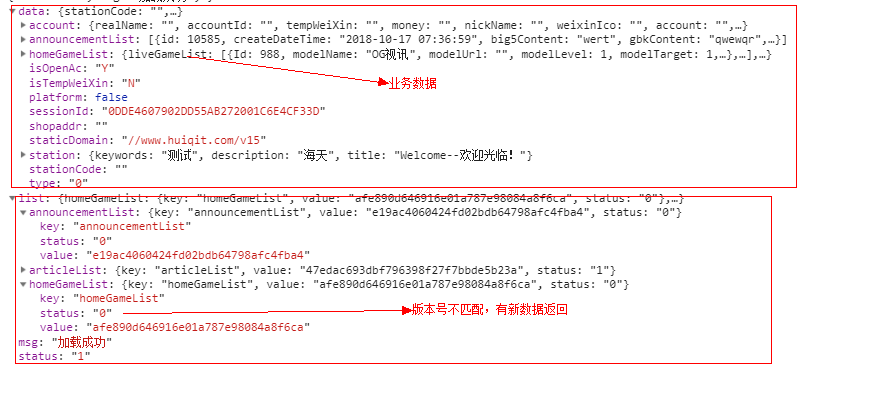 data: {stationCode: "",…}
account: {realName: "", accountId: "", tempWeiXin: "", money: "", nickName: "", weixinIco: "", account: "",…}
announcementList: [{id: 10585, createDateTime: "2018-10-17 07:36:59", big5Content: "wert", gbkContent: "qwewqr",…}]
homeGameList: {liveGameList: [{Id: 988, modelName: "OG视讯", modelUrl: "", modelLevel: 1, modelTarget: 1,…},…],…}
isOpenAc: "Y"
isTempWeiXin: "N"
业务数据
platform: false
sessionId: "0DDE4607902DD55AB272001C6E4CF33D"
shopaddr: ""
staticDomain: "//www.huiqit.com/v15"
station: {keywords: "测试", description: "海天", title: "Welcome--欢迎光临! "}
stationCode: ""
type: "0"
list: {homeGameList: {key: "homeGameList", value: "afe890d646916e01a787e98084a8f6ca", status: "0"},…}
announcementList: {key: "announcementList", value: "e19ac4060424fd02bdb64798afc4fba4", status: "0"}
key: "announcementList"
status: "0"
value: "e19ac4060424fd02bdb64798afc4fba4"
articleList: {key: "articleList", value: "47edac693dbf796398f27f7bbde5b23a", status: "1"}
homeGameList: {key: "homeGameList", value: "afe890d646916e01a787e98084a8f6ca", status: "0"}
key: "homeGameList"
status: "0"
版本号不匹配，有新数据返回
value: "afe890d646916e01a787e98084a8f6ca"
msg: "加载成功"
status: "1"